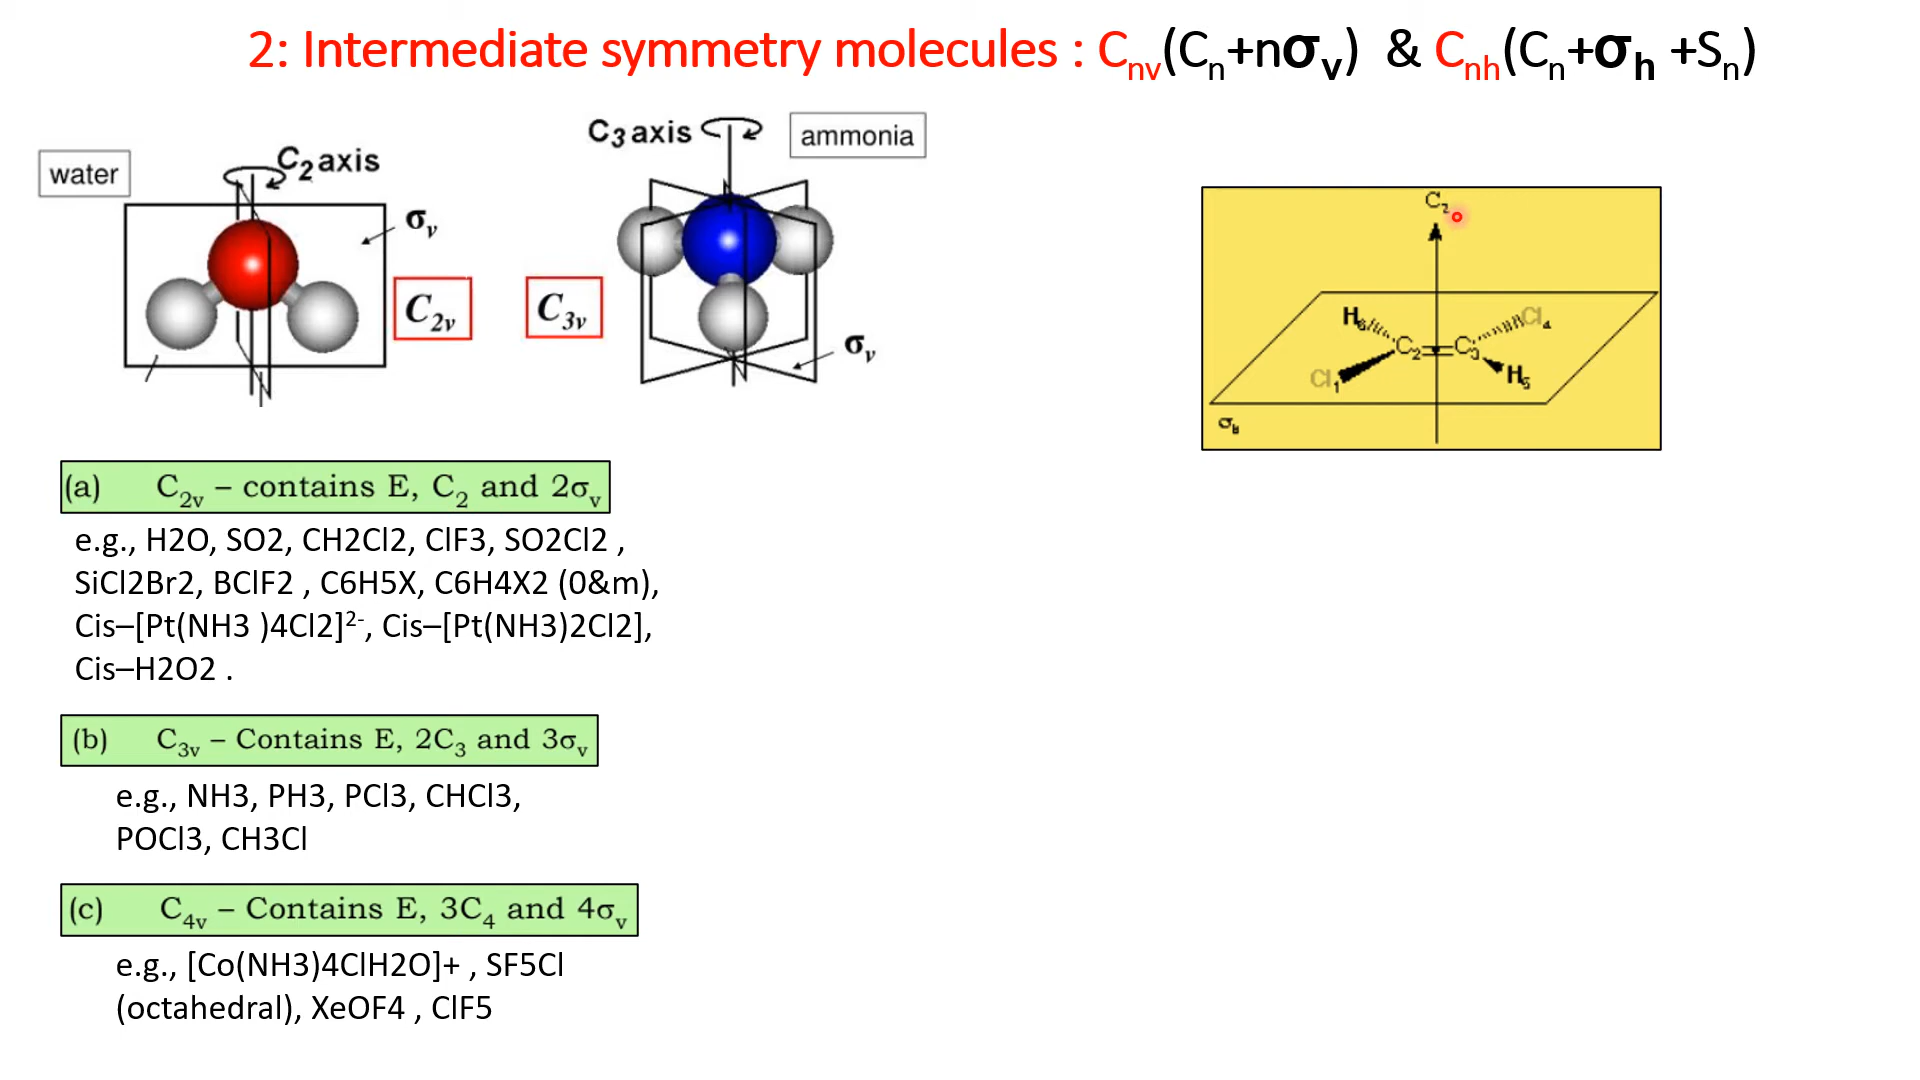 2: Intermediate symmetry molecules : Cnv(Cn+nσv) & Cnh(Cn+σh +Sn)
water
C2 axis
σv
C2v
C3 axis
ammonia
C3v
σv
C2
H6
Cl4
C2
C3
Cl1
H5
σh
(a) C2v – contains E, C2 and 2σv
e.g., H2O, SO2, CH2Cl2, ClF3, SO2Cl2 ,
SiCl2Br2, BClF2 , C6H5X, C6H4X2 (0&m),
Cis–[Pt(NH3 )4Cl2]2-, Cis–[Pt(NH3)2Cl2],
Cis–H2O2 .
(b) C3v – Contains E, 2C3 and 3σv
e.g., NH3, PH3, PCl3, CHCl3,
POCl3, CH3Cl
(c) C4v – Contains E, 3C4 and 4σv
e.g., [Co(NH3)4ClH2O]+ , SF5Cl
(octahedral), XeOF4 , ClF5